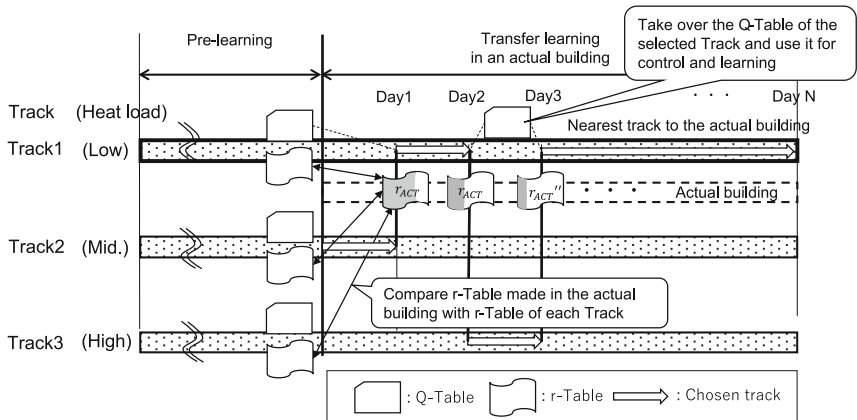 Pre-learning
Transfer learning
in an actual building
Take over the Q-Table of the
selected Track and use it for
control and learning
Track (Heat load)
Day1 Day2 Day3 · · · Day N
Nearest track to the actual building
Track1 (Low)
r_ACT r_ACT r_ACT'' · · · Actual building
Track2 (Mid.)
Compare r-Table made in the actual
building with r-Table of each Track
Track3 (High)
: Q-Table : r-Table : Chosen track